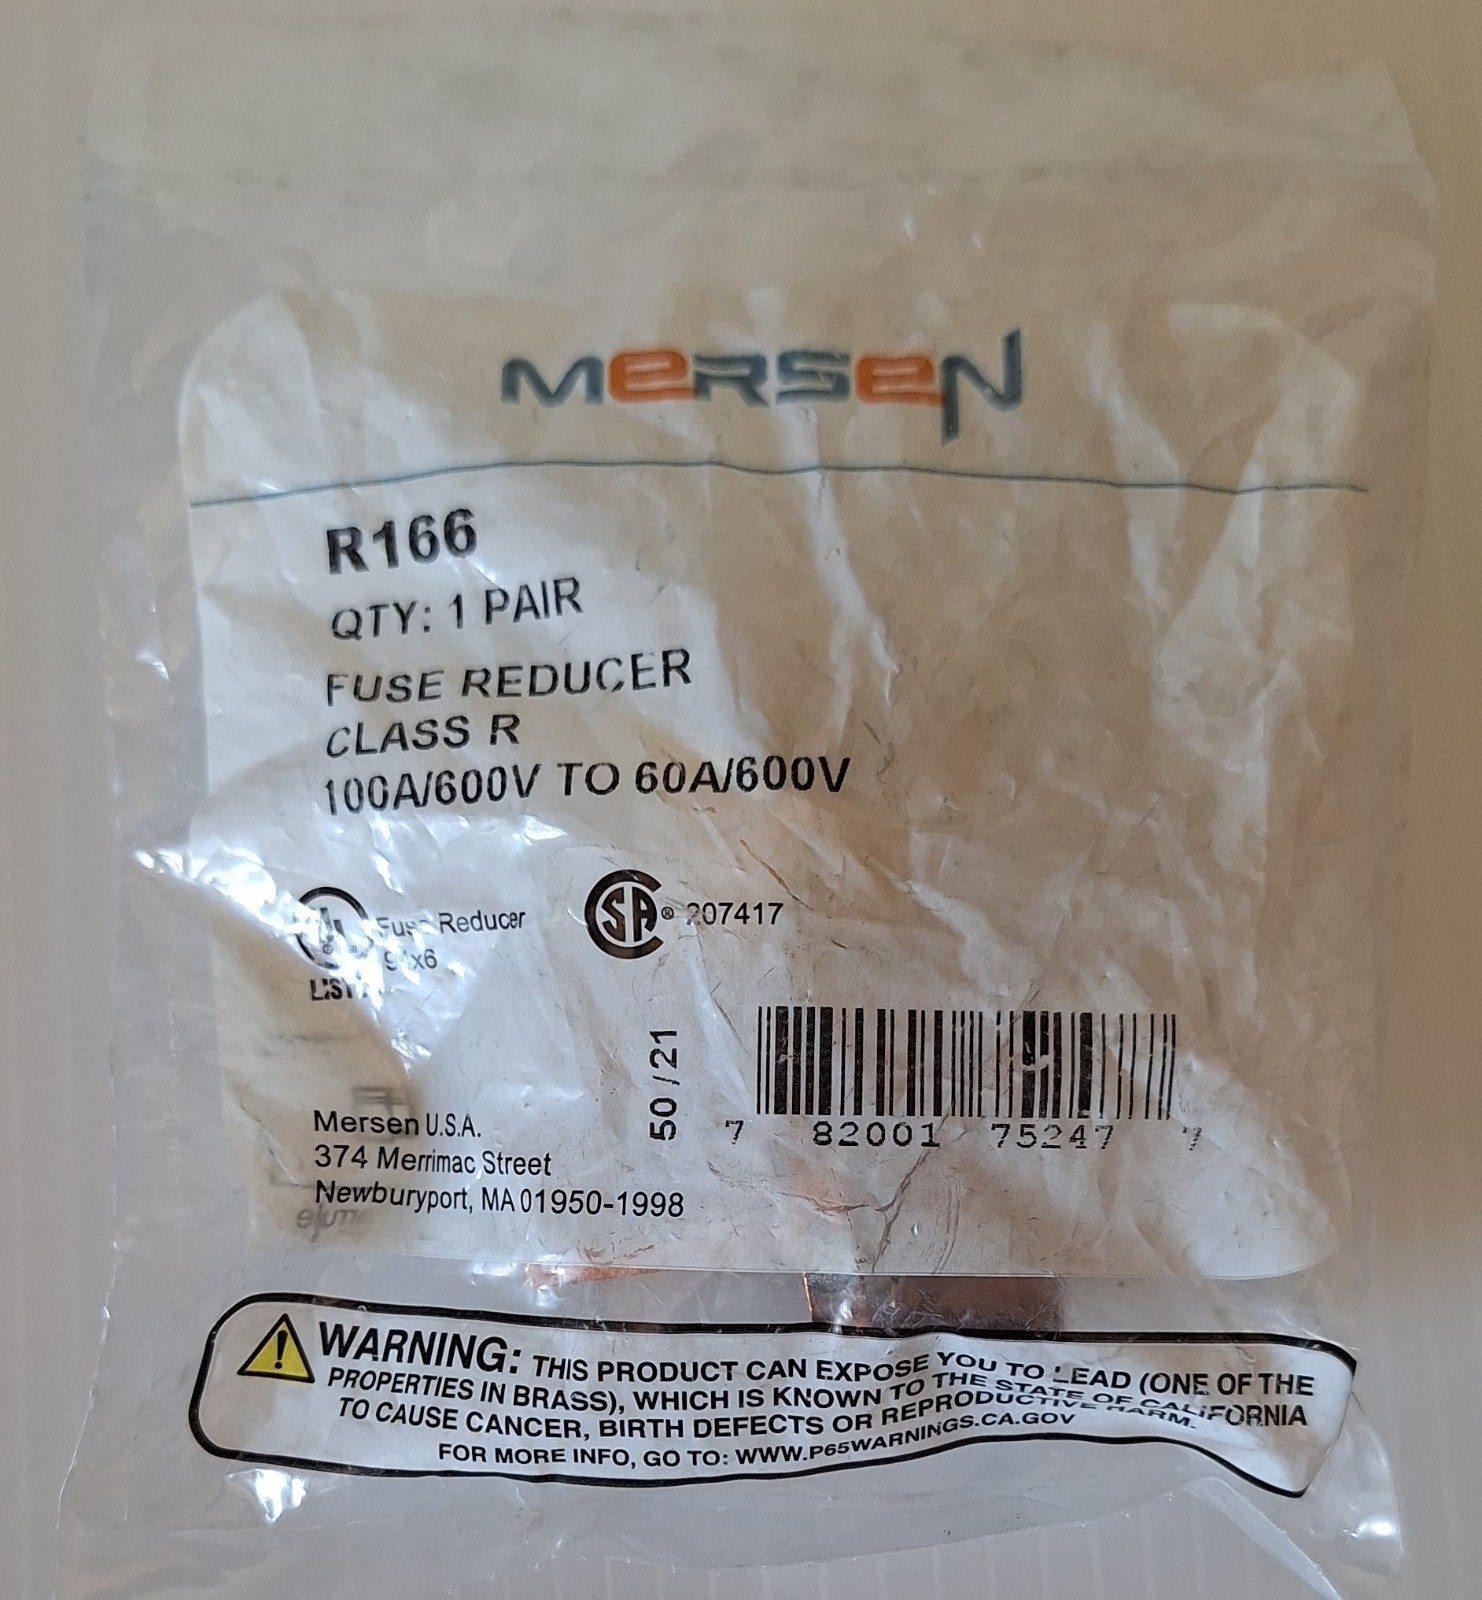 MERSEN
R166
QTY: 1 PAIR
FUSE REDUCER
CLASS R
100A/600V TO 60A/600V
UL Fuse Reducer
LISTED
SA® 207417
50 / 21
7 82001 75247 7
Mersen U.S.A.
374 Merrimac Street
Newburyport, MA 01950-1998
WARNING: THIS PRODUCT CAN EXPOSE YOU TO LEAD (ONE OF THE
PROPERTIES IN BRASS), WHICH IS KNOWN TO THE STATE OF CALIFORNIA
TO CAUSE CANCER, BIRTH DEFECTS OR REPRODUCTIVE HARM.
FOR MORE INFO, GO TO: WWW.P65WARNINGS.CA.GOV